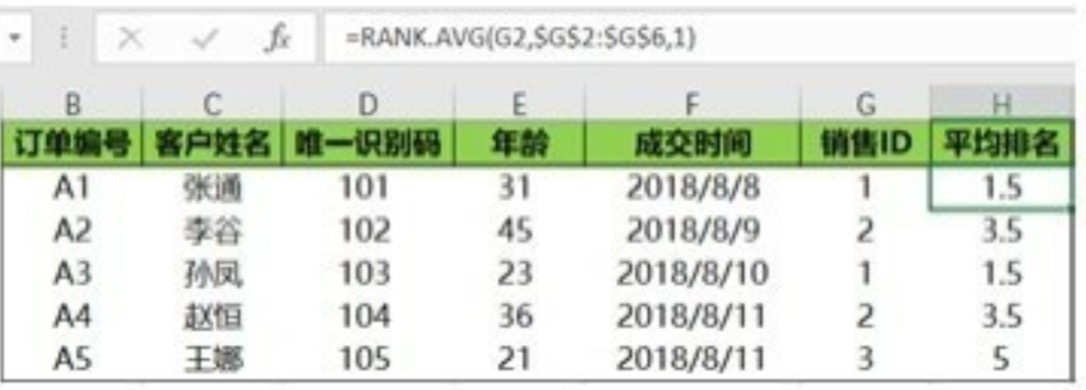 fx =RANK.AVG(G2,$G$2:$G$6,1)
B C D E F G H
订单编号 客户姓名 唯一识别码 年龄 成交时间 销售ID 平均排名
A1 张通 101 31 2018/8/8 1 1.5
A2 李谷 102 45 2018/8/9 2 3.5
A3 孙凤 103 23 2018/8/10 1 1.5
A4 赵恒 104 36 2018/8/11 2 3.5
A5 王娜 105 21 2018/8/11 3 5